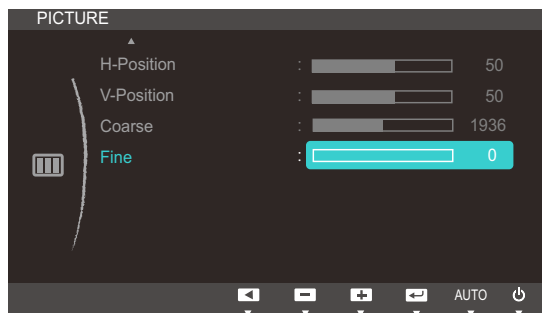 PICTURE
H-Position : 50
V-Position : 50
Coarse : 1936
Fine : 0
AUTO